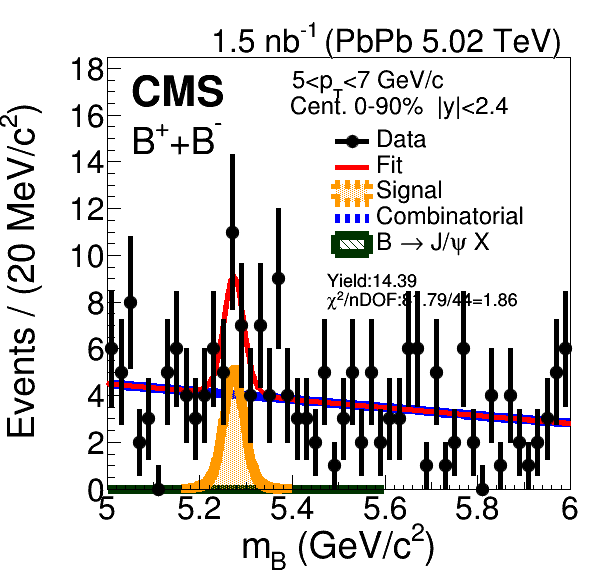 1.5 nb⁻¹ (PbPb 5.02 TeV)
CMS
B⁺+B⁻
5<p_T<7 GeV/c
Cent. 0-90% |y|<2.4
Data
Fit
Signal
Combinatorial
B → J/ψ X
Yield:14.39
χ²/nDOF:81.79/44=1.86
Events / (20 MeV/c²)
18
16
14
12
10
8
6
4
2
0
5 5.2 5.4 5.6 5.8 6
m_B (GeV/c²)